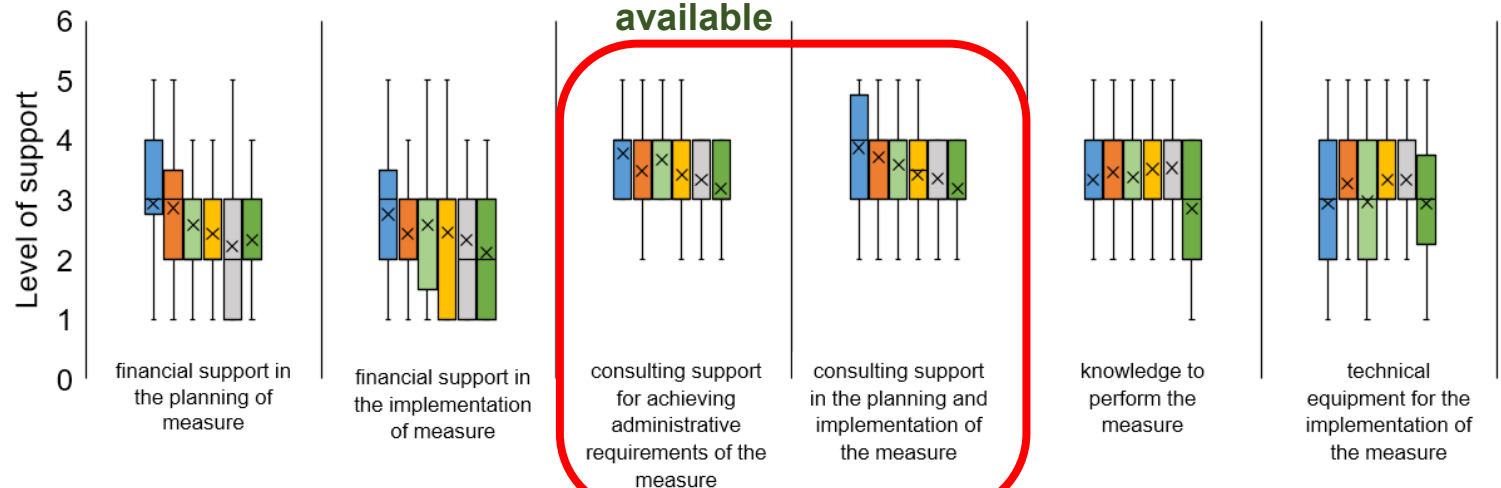 available
Level of support
6
5
4
3
2
1
0
financial support in
the planning of
measure
financial support in
the implementation
of measure
consulting support
for achieving
administrative
requirements of the
measure
consulting support
in the planning and
implementation of
the measure
knowledge to
perform the
measure
technical
equipment for the
implementation of
the measure